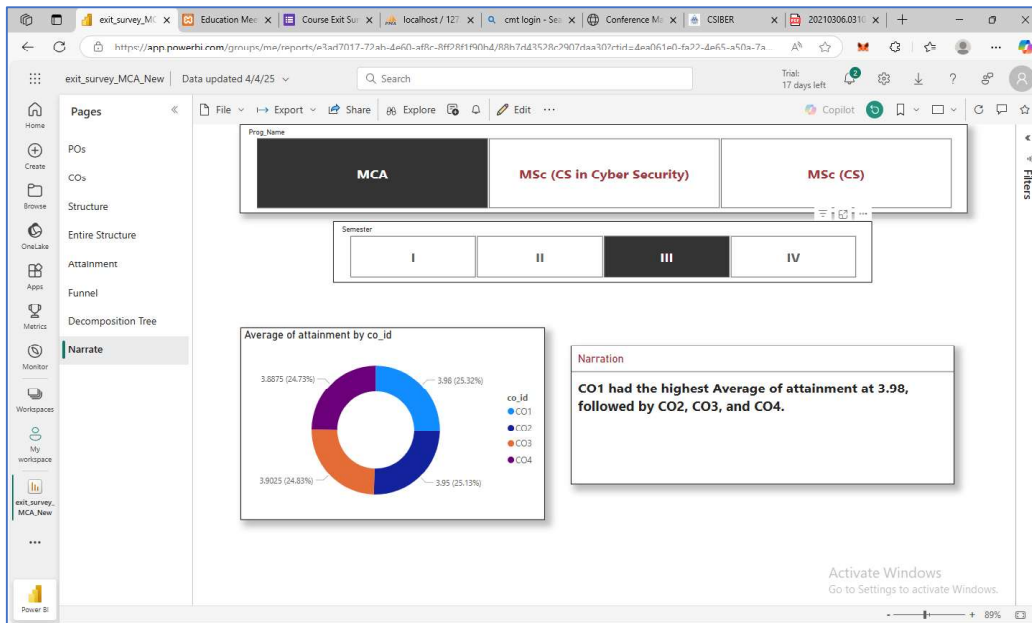 exit_survey_MC
Education Mee
Course Exit Sur
localhost / 127
cmt login - Sea
Conference Ma
CSIBER
20210306.0310
https://app.powerbi.com/groups/me/reports/e3ad7017-72ab-4e60-af8c-8ff28f1f90b4/88b7d43528c2907daa30?ctid=4ea061e0-fa22-4e65-a50a-7a...
exit_survey_MCA_New
Data updated 4/4/25
Search
Trial:
17 days left
2
Home
Create
Browse
OneLake
Apps
Metrics
Monitor
Workspaces
My
workspace
exit_survey_
MCA_New
Power BI
Pages
POs
COs
Structure
Entire Structure
Attainment
Funnel
Decomposition Tree
Narrate
File
Export
Share
Explore
Edit
Copilot
Filters
Prog_Name
MCA
MSc (CS in Cyber Security)
MSc (CS)
Semester
I
II
III
IV
Average of attainment by co_id
3.8875 (24.73%)
3.98 (25.32%)
3.9025 (24.83%)
3.95 (25.13%)
co_id
CO1
CO2
CO3
CO4
Narration
CO1 had the highest Average of attainment at 3.98,
followed by CO2, CO3, and CO4.
Activate Windows
Go to Settings to activate Windows.
- + 89%